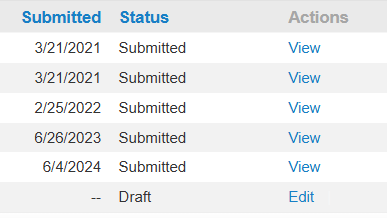 Submitted Status Actions
3/21/2021 Submitted View
3/21/2021 Submitted View
2/25/2022 Submitted View
6/26/2023 Submitted View
6/4/2024 Submitted View
-- Draft Edit